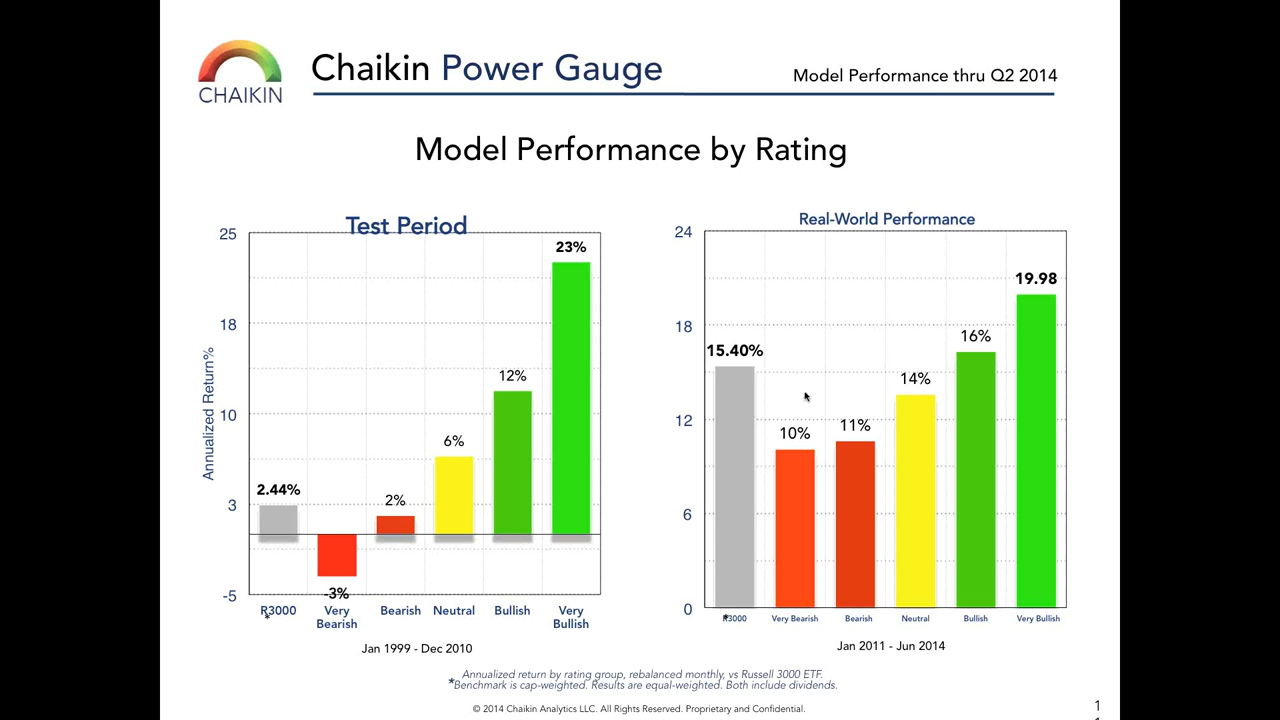 CHAIKIN
Chaikin Power Gauge
Model Performance thru Q2 2014
Model Performance by Rating
Test Period
Annualized Return%
25
18
10
3
-5
2.44%
-3%
2%
6%
12%
23%
R3000
*
Very
Bearish
Bearish
Neutral
Bullish
Very
Bullish
Jan 1999 - Dec 2010
Real-World Performance
24
18
12
6
0
15.40%
10%
11%
14%
16%
19.98
*R3000
Very Bearish
Bearish
Neutral
Bullish
Very Bullish
Jan 2011 - Jun 2014
Annualized return by rating group, rebalanced monthly, vs Russell 3000 ETF.
*Benchmark is cap-weighted. Results are equal-weighted. Both include dividends.
© 2014 Chaikin Analytics LLC. All Rights Reserved. Proprietary and Confidential.
1